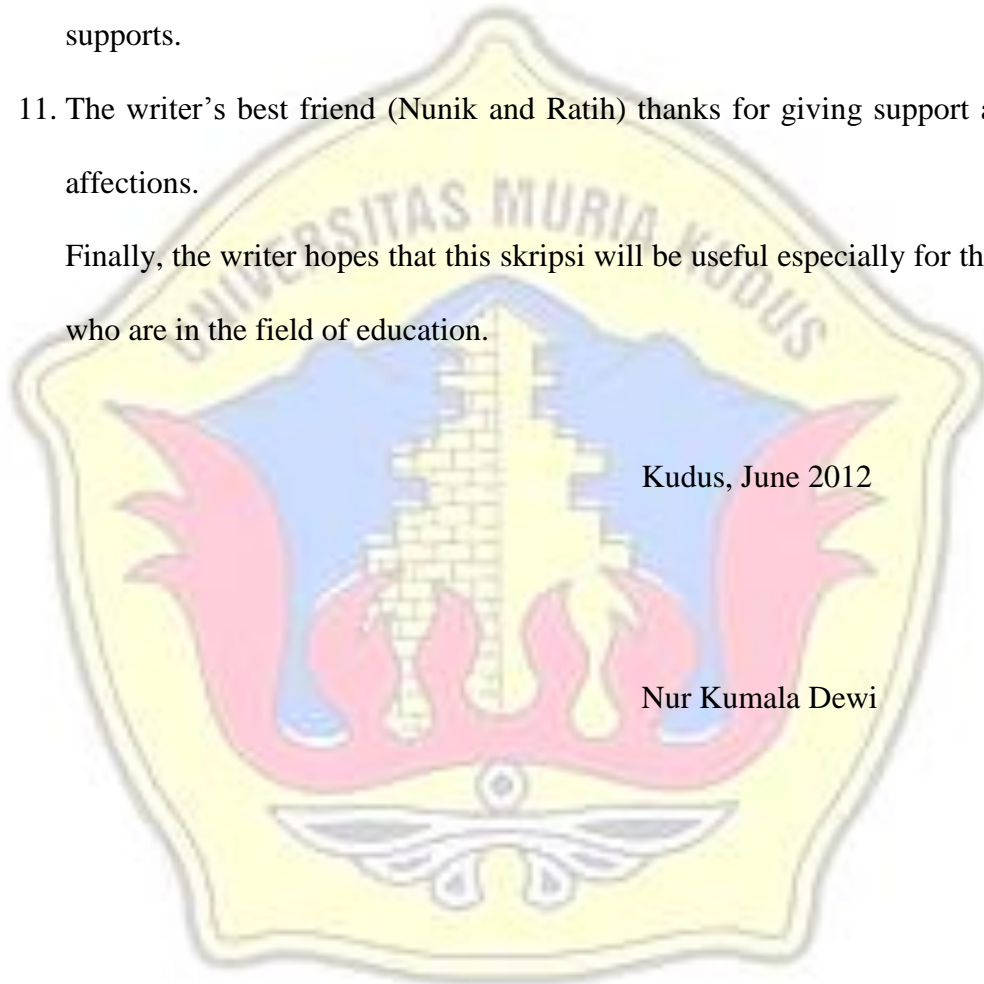 supports.
11. The writer’s best friend (Nunik and Ratih) thanks for giving support
affections.
UNIVERSITAS MURIA KUDUS
Finally, the writer hopes that this skripsi will be useful especially for
who are in the field of education.
Kudus, June 2012
Nur Kumala Dewi